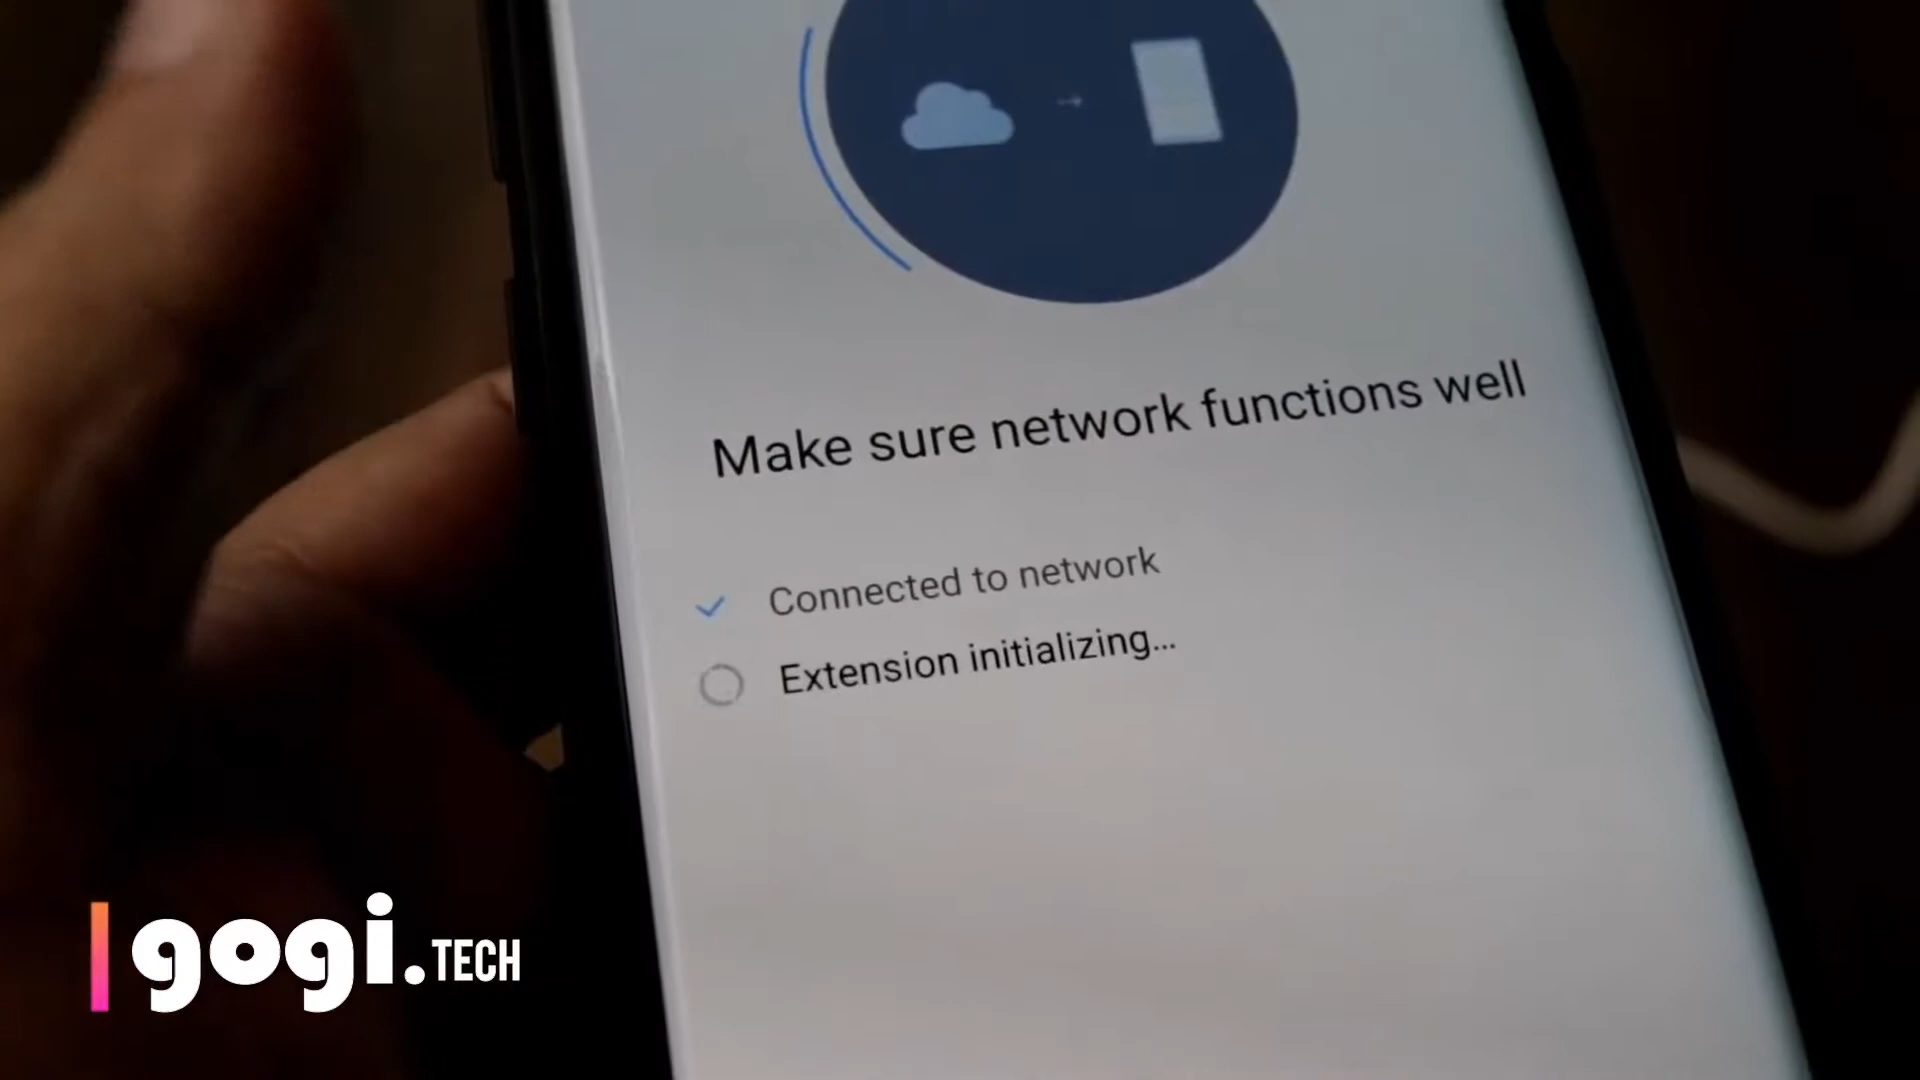 Make sure network functions well
Connected to network
Extension initializing...
gogi.TECH